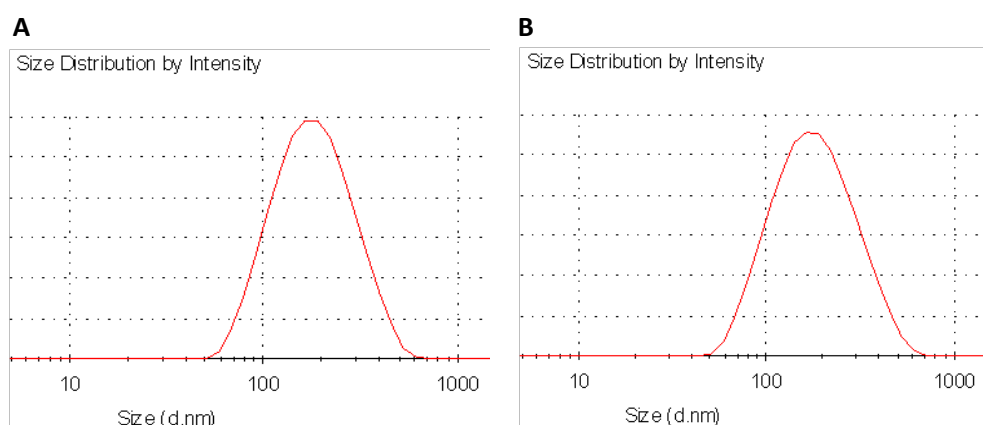 A
Size Distribution by Intensity
10 100 1000
Size (d.nm)
B
Size Distribution by Intensity
10 100 1000
Size (d.nm)